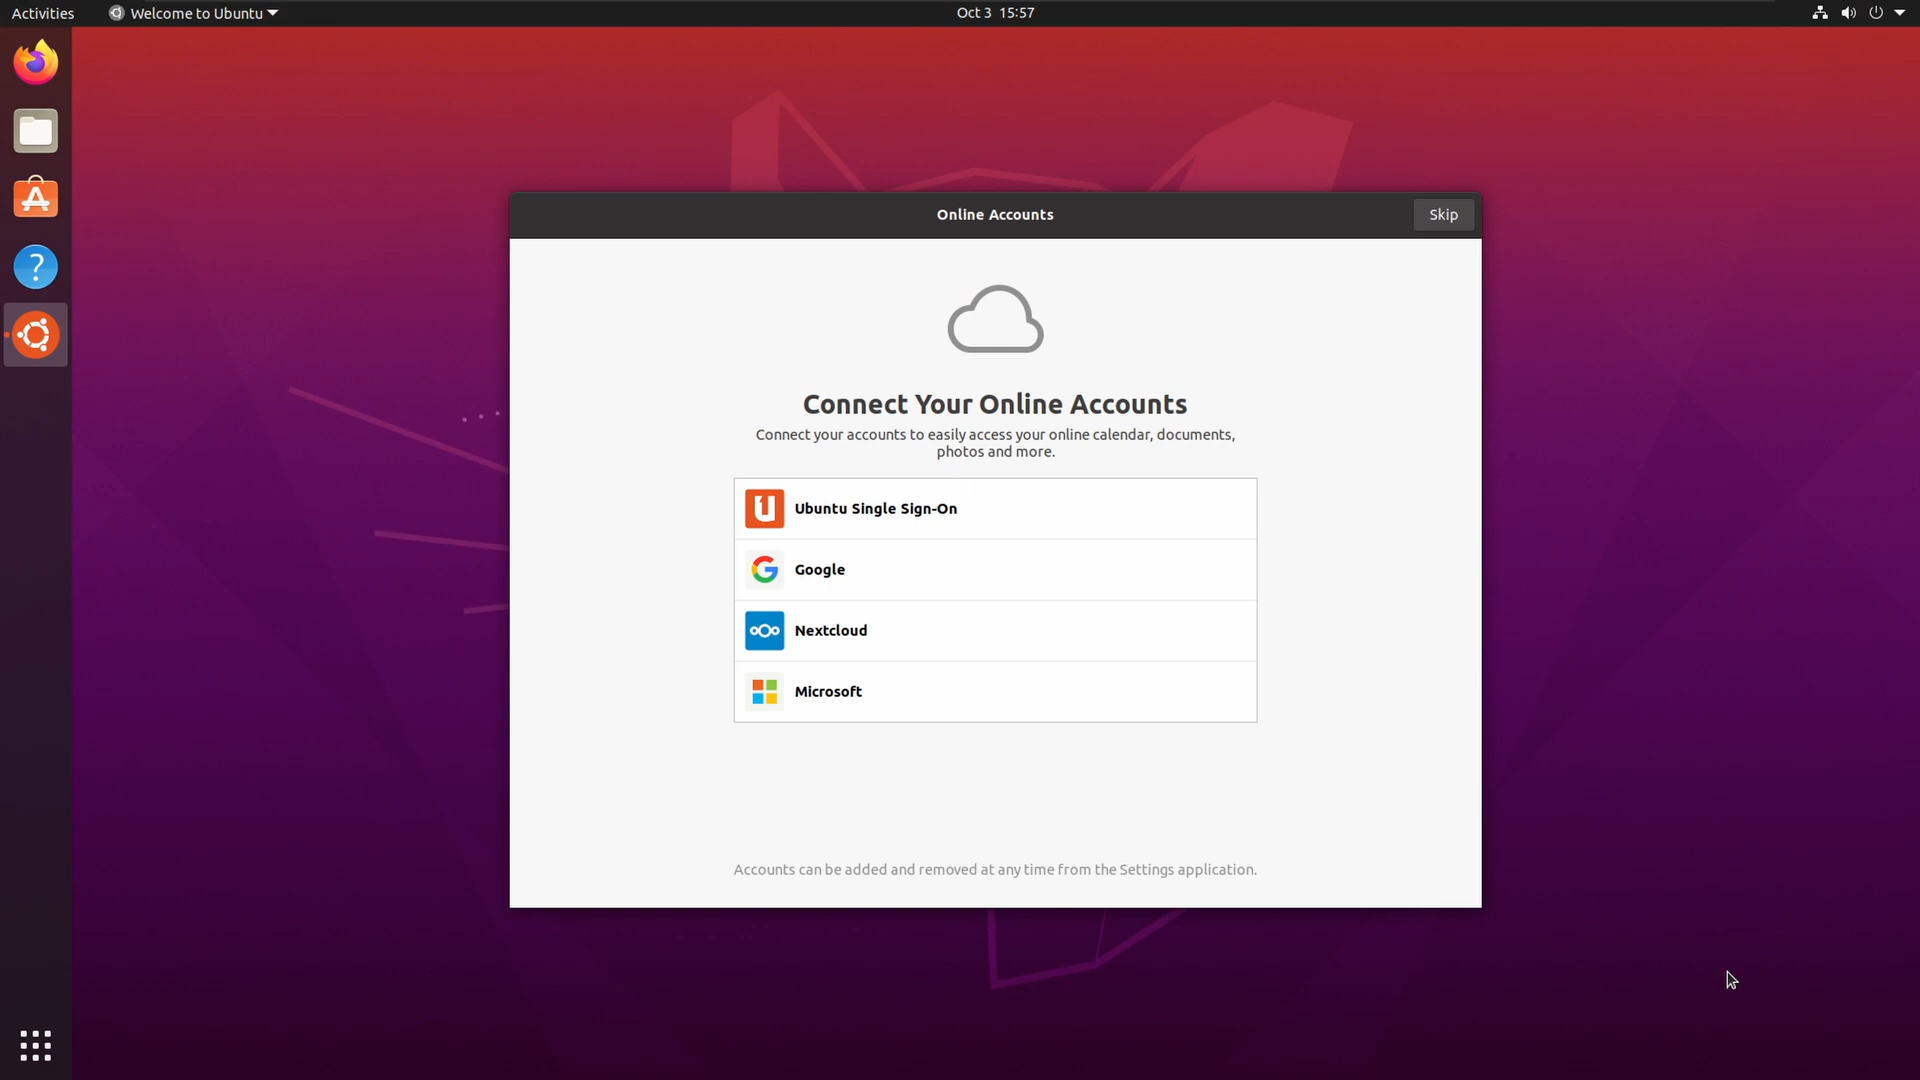 Activities
Welcome to Ubuntu
Oct 3 15:57
Online Accounts
Skip
Connect Your Online Accounts
Connect your accounts to easily access your online calendar, documents,
photos and more.
Ubuntu Single Sign-On
Google
Nextcloud
Microsoft
Accounts can be added and removed at any time from the Settings application.